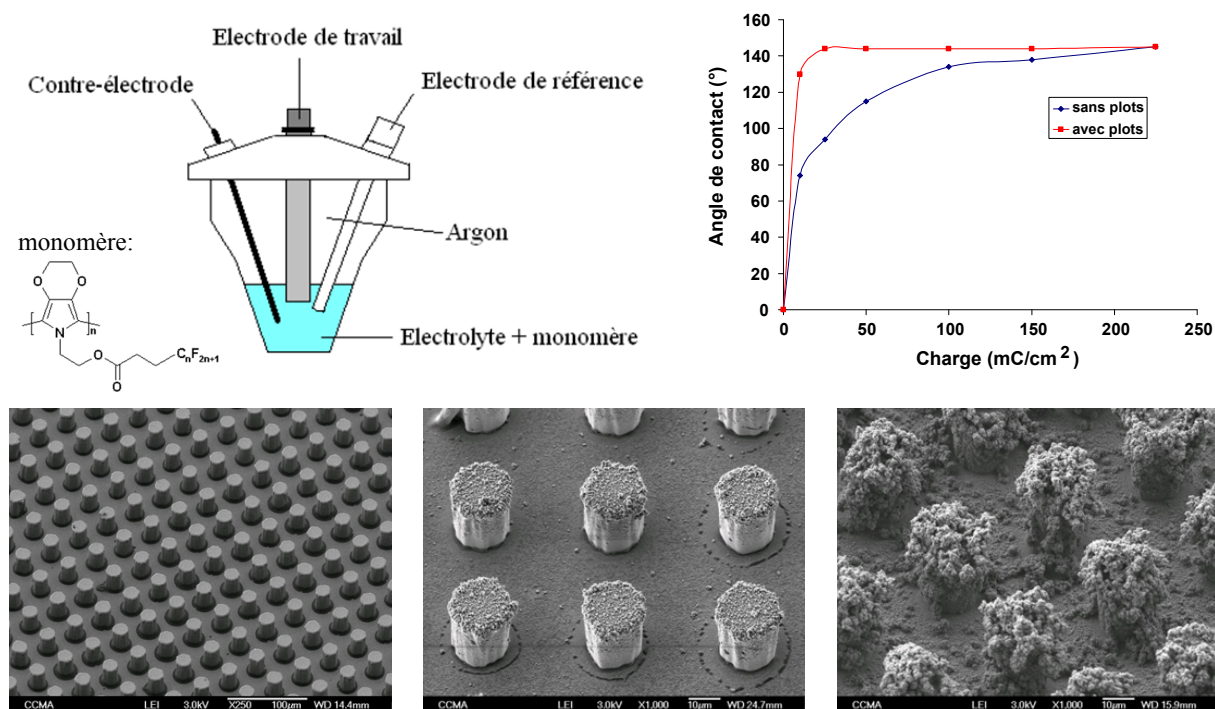 Electrode de travail
Contre-électrode
Electrode de référence
Argon
monomère:
O O
N
n
O
O
CnF2n+1
Electrolyte + monomère
Angle de contact (°)
160
140
120
100
80
60
40
20
0
0 50 100 150 200 250
Charge (mC/cm 2)
sans plots
avec plots
CCMA LEI 3.0kV X250 100µm WD 14.4mm
CCMA LEI 3.0kV X1,000 10µm WD 24.7mm
CCMA LEI 3.0kV X1,000 10µm WD 15.9mm